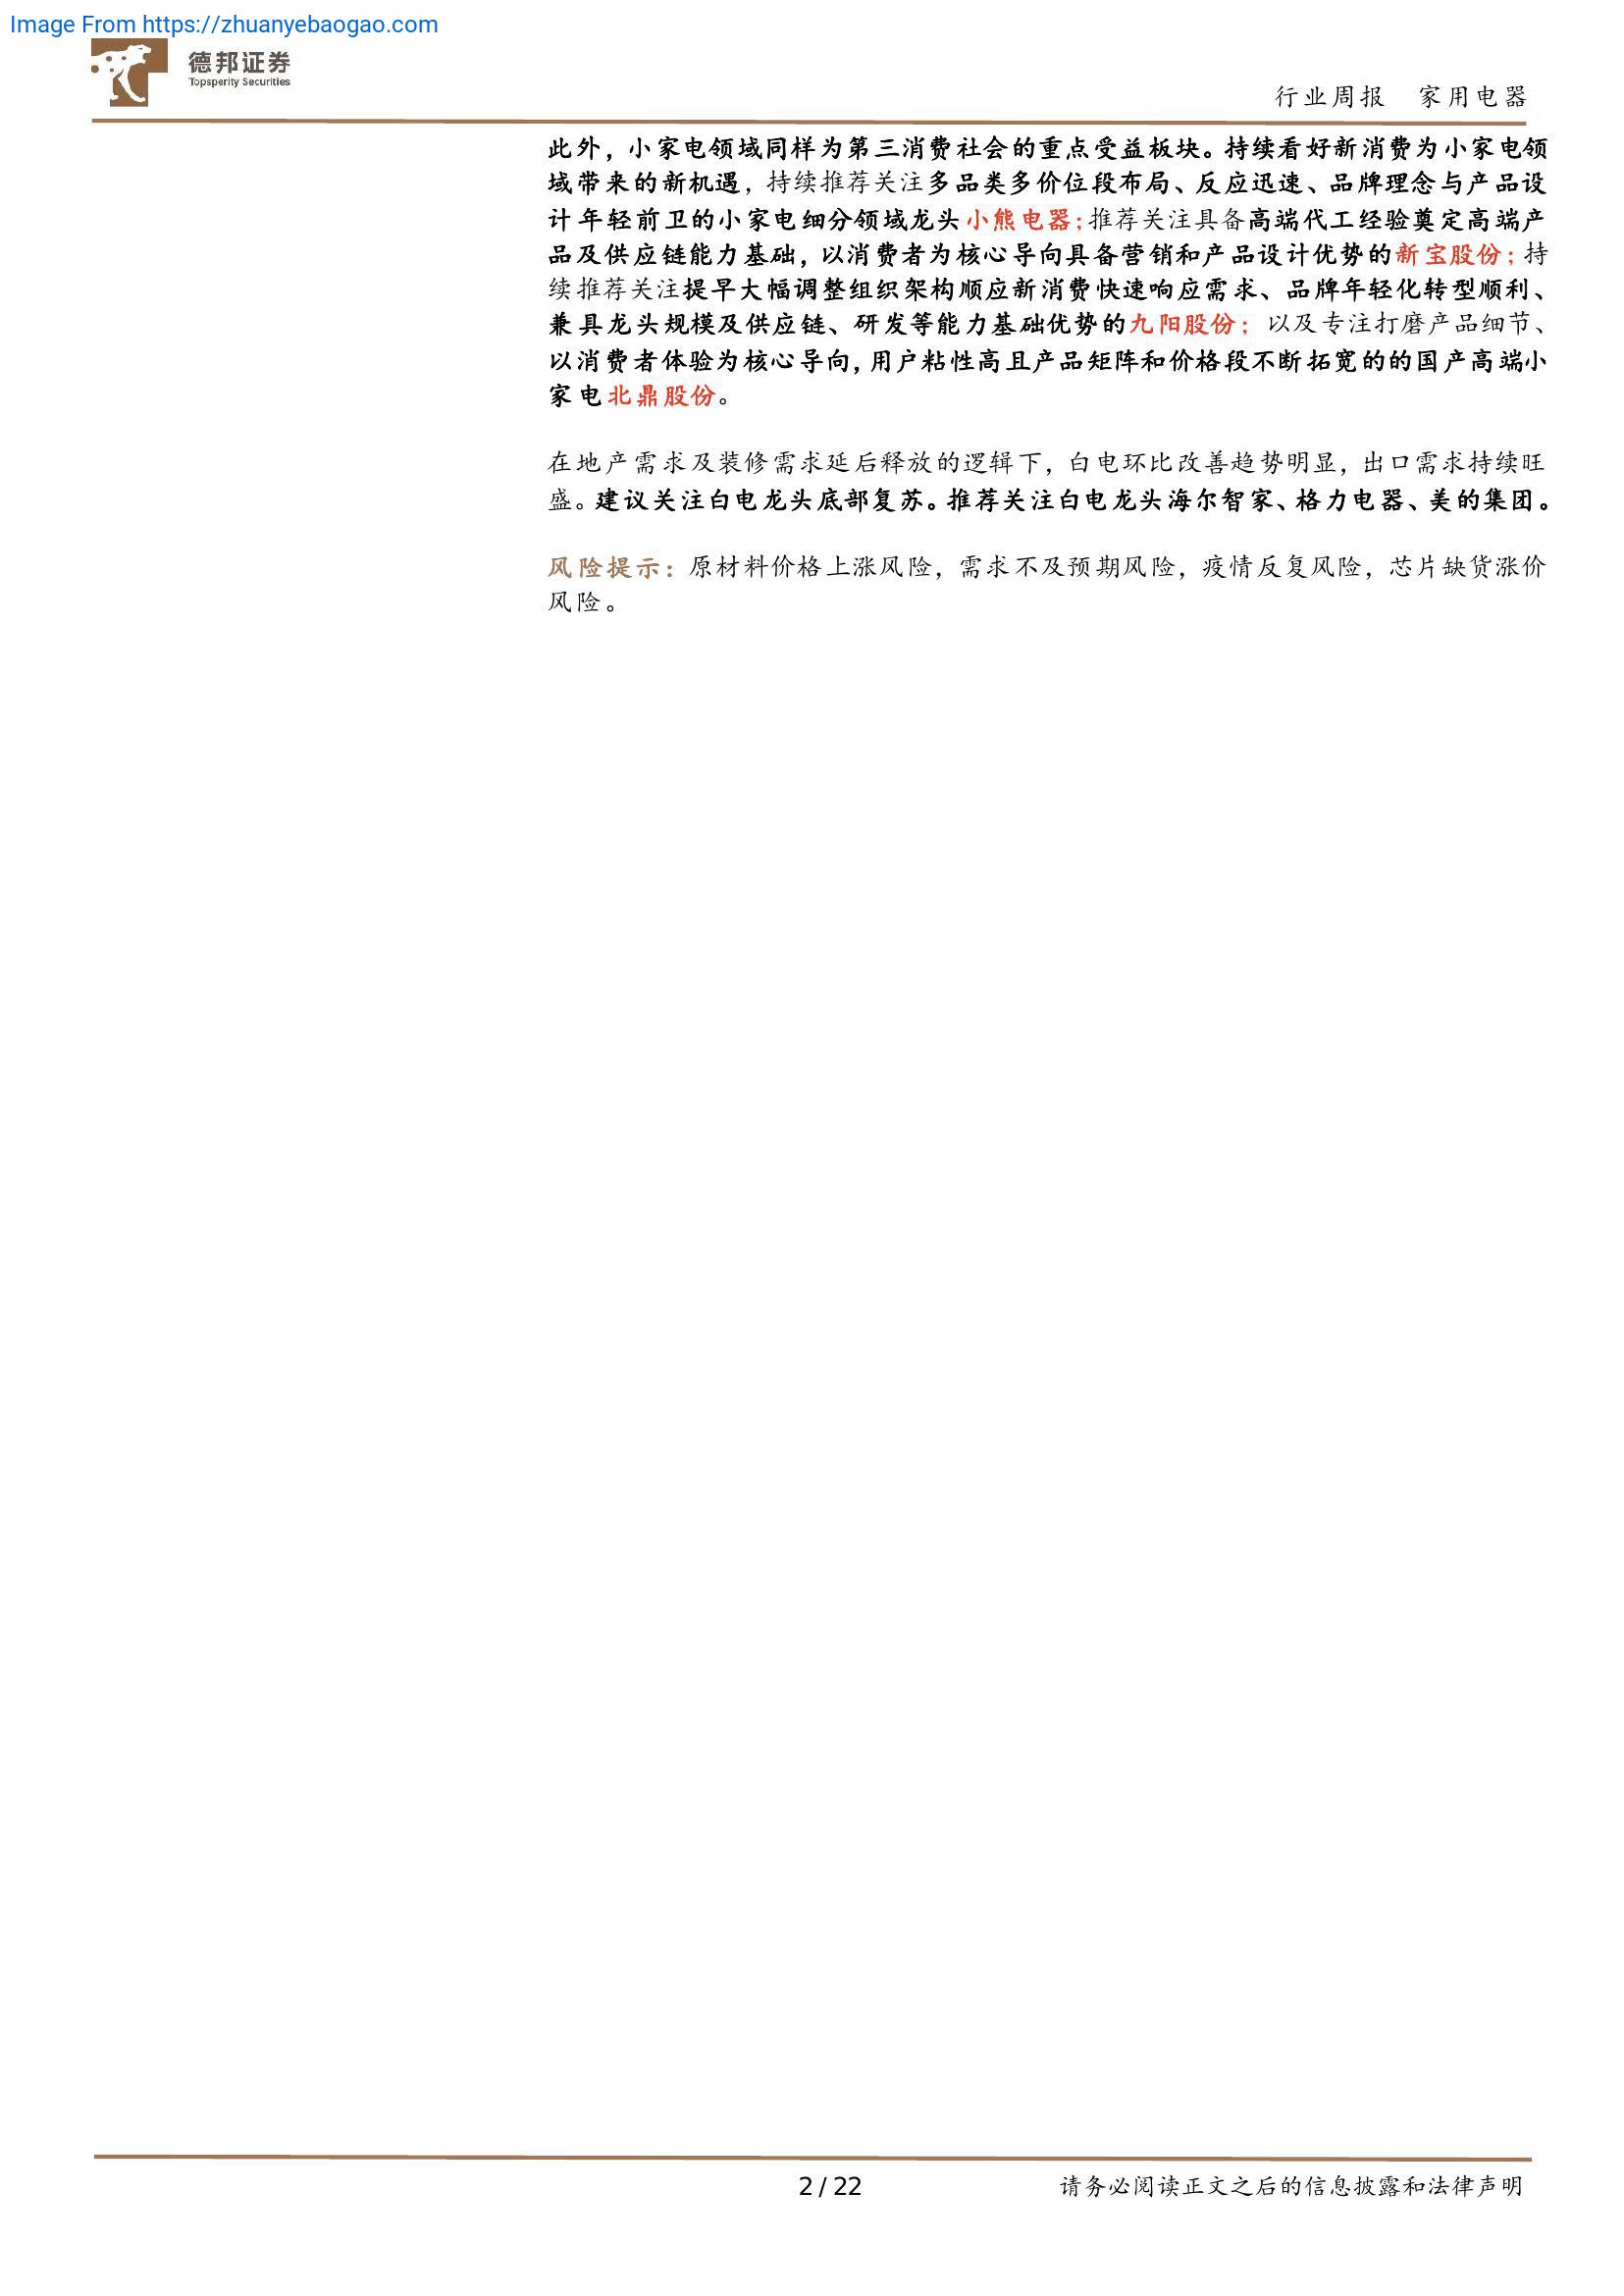 Image From https://zhuanyebaogao.com
德邦证券
Topsperity Securities
行业周报 家用电器
此外，小家电领域同样为第三消费社会的重点受益板块。持续看好新消费为小家电领
域带来的新机遇，持续推荐关注多品类多价位段布局、反应迅速、品牌理念与产品设
计年轻前卫的小家电细分领域龙头小熊电器；推荐关注具备高端代工经验奠定高端产
品及供应链能力基础，以消费者为核心导向具备营销和产品设计优势的新宝股份；持
续推荐关注提早大幅调整组织架构顺应新消费快速响应需求、品牌年轻化转型顺利、
兼具龙头规模及供应链、研发等能力基础优势的九阳股份；以及专注打磨产品细节、
以消费者体验为核心导向，用户粘性高且产品矩阵和价格段不断拓宽的的国产高端小
家电北鼎股份。
在地产需求及装修需求延后释放的逻辑下，白电环比改善趋势明显，出口需求持续旺
盛。建议关注白电龙头底部复苏。推荐关注白电龙头海尔智家、格力电器、美的集团。
风险提示：原材料价格上涨风险，需求不及预期风险，疫情反复风险，芯片缺货涨价
风险。
2 / 22
请务必阅读正文之后的信息披露和法律声明